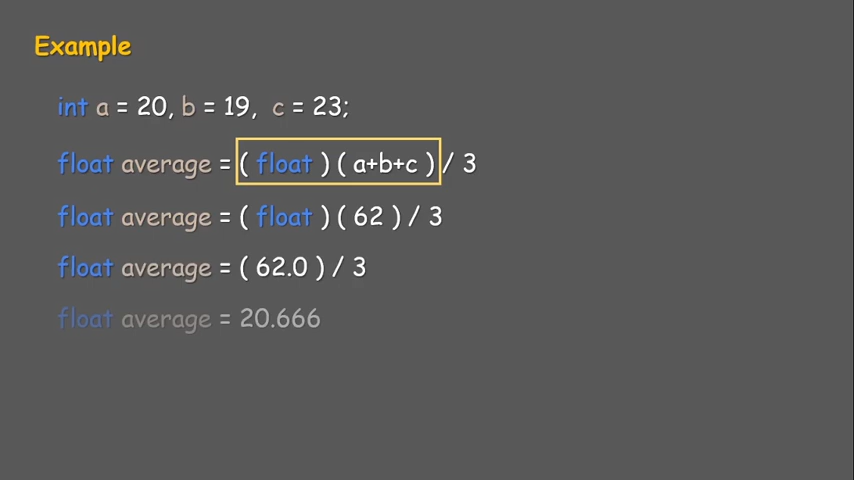 Example
int a = 20, b = 19, c = 23;
float average = ( float ) ( a+b+c ) / 3
float average = ( float ) ( 62 ) / 3
float average = ( 62.0 ) / 3
float average = 20.666